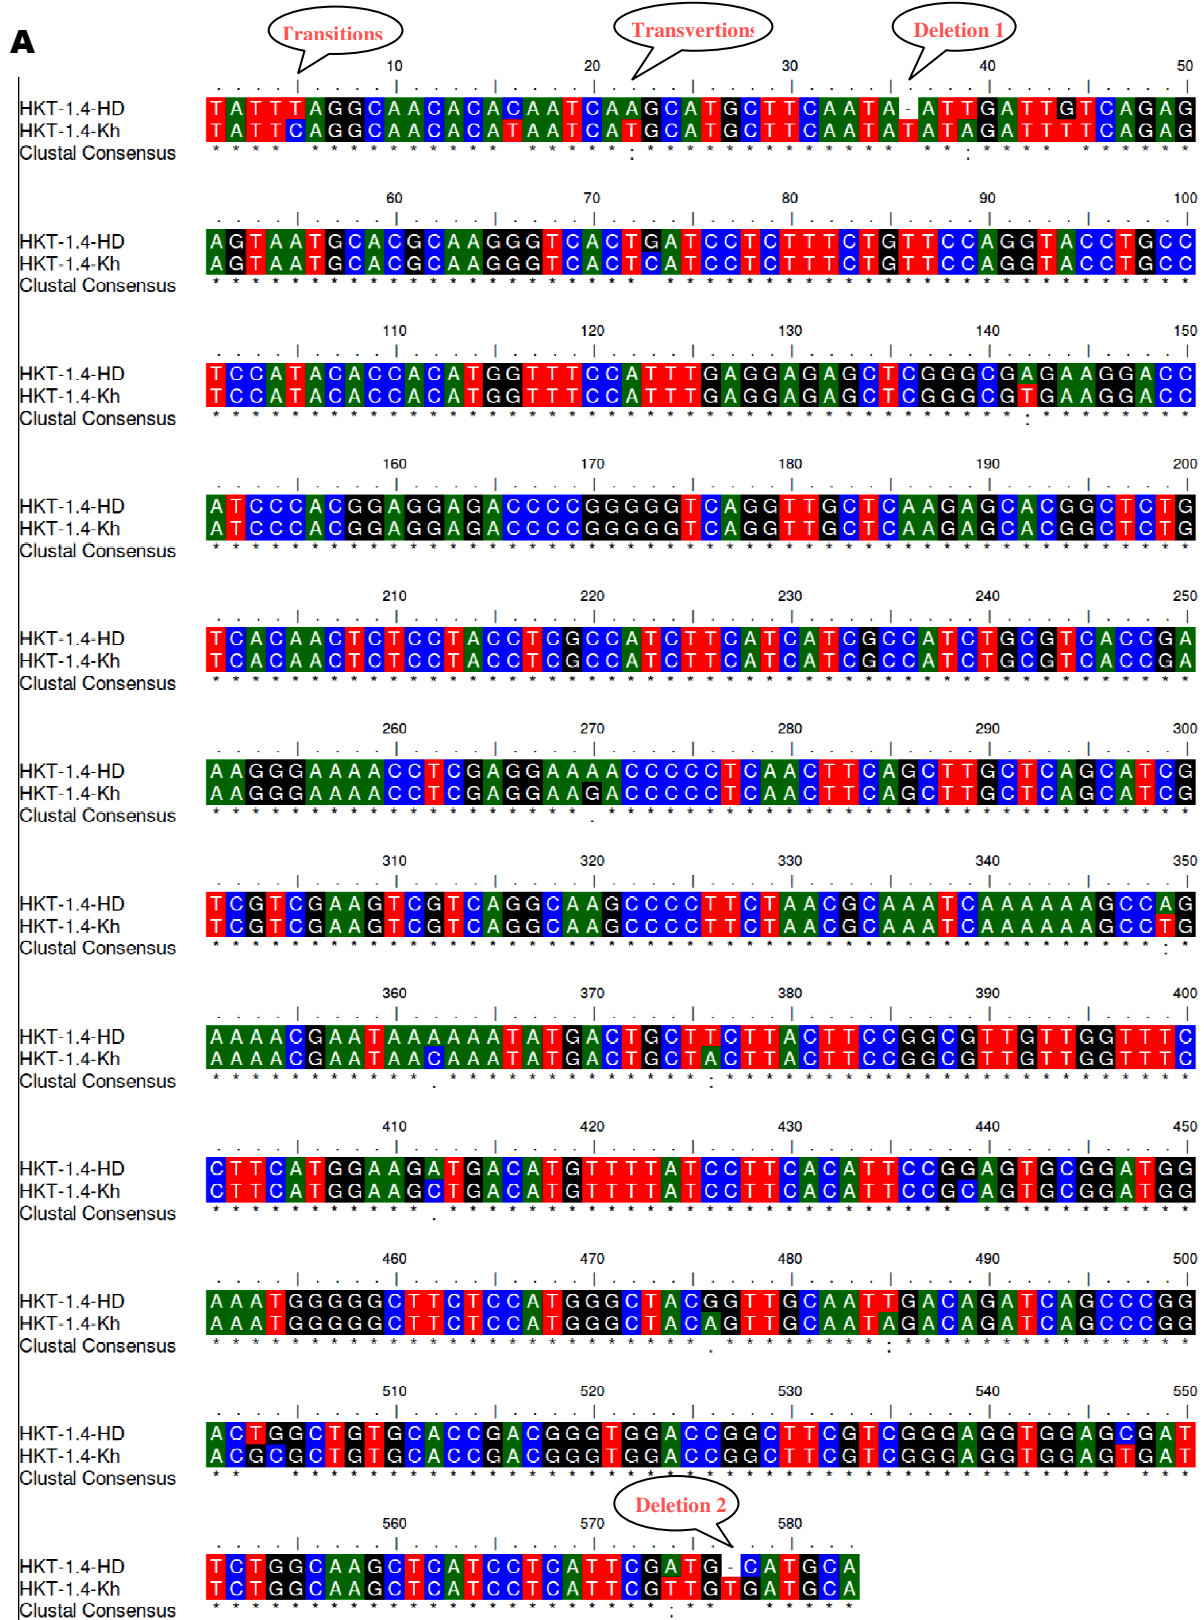 A
Transitions
Transvertions
Deletion 1
10 20 30 40 50
HKT-1.4-HD TATTTAGGCAACACACAATCAAGCATGCTTCAATA-ATTGATTGTCAGAG
HKT-1.4-Kh TATTCAGGCAACACATAATCATGCATGCTTCAATATATAGATTTTCAGAG
Clustal Consensus
60 70 80 90 100
HKT-1.4-HD AGTAATGCACGCAAGGGTCACTGATCCTCTTTCTGTTCCAGGTACCTGCC
HKT-1.4-Kh AGTAATGCACGCAAGGGTCACTCATCCTCTTTCTGTTCCAGGTACCTGCC
Clustal Consensus
110 120 130 140 150
HKT-1.4-HD TCCATACACCACATGGTTTCCATTTGAGGAGAGCTCGGGCGAGAAGGACC
HKT-1.4-Kh TCCATACACCACATGGTTTCCATTTGAGGAGAGCTCGGGCGTGAAGGACC
Clustal Consensus
160 170 180 190 200
HKT-1.4-HD ATCCCACGGAGGAGACCCCGGGGGTCAGGTTGCTCAAGAGCACGGCTCTG
HKT-1.4-Kh ATCCCACGGAGGAGACCCCGGGGGTCAGGTTGCTCAAGAGCACGGCTCTG
Clustal Consensus
210 220 230 240 250
HKT-1.4-HD TCACAACTCTCCTACCTCGCCATCTTCATCATCGCCATCTGCGTCACCGA
HKT-1.4-Kh TCACAACTCTCCTACCTCGCCATCTTCATCATCGCCATCTGCGTCACCGA
Clustal Consensus
260 270 280 290 300
HKT-1.4-HD AAGGGAAAACCTCGAGGAAAACCCCCTCAACTTCAGCTTGCTCAGCATCG
HKT-1.4-Kh AAGGGAAAACCTCGAGGAAGACCCCCTCAACTTCAGCTTGCTCAGCATCG
Clustal Consensus
310 320 330 340 350
HKT-1.4-HD TCGTCGAAGTCGTCAGGCAAGCCCCTTCTAACGCAAATCAAAAAAGCCAG
HKT-1.4-Kh TCGTCGAAGTCGTCAGGCAAGCCCCTTCTAACGCAAATCAAAAAAGCCTG
Clustal Consensus
360 370 380 390 400
HKT-1.4-HD AAAACGAATAAAAAATATGACTGCTTCTTACTTCCGGCGTTGTTGGTTTC
HKT-1.4-Kh AAAACGAATAACAAATATGACTGCTACTTACTTCCGGCGTTGTTGGTTTC
Clustal Consensus
410 420 430 440 450
HKT-1.4-HD CTTCATGGAAGATGACATGTTTTATCCTTCACATTCCGGAGTGCGGATGG
HKT-1.4-Kh CTTCATGGAAGCTGACATGTTTTATCCTTCACATTCCGCAGTGCGGATGG
Clustal Consensus
460 470 480 490 500
HKT-1.4-HD AAATGGGGGCTTCTCCATGGGCTACGGTTGCAATTGACAGATCAGCCCGG
HKT-1.4-Kh AAATGGGGGCTTCTCCATGGGCTACAGTTGCAATAGACAGATCAGCCCGG
Clustal Consensus
510 520 530 540 550
HKT-1.4-HD ACTGGCTGTGCACCGACGGGTGGACCGGCTTCGTCGGGAGGTGGAGCGAT
HKT-1.4-Kh ACGCGCTGTGCACCGACGGGTGGACCGGCTTCGTCGGGAGGTGGAGTGAT
Clustal Consensus
Deletion 2
560 570 580
HKT-1.4-HD TCTGGCAAGCTCATCCTCATTCGATG-CATGCA
HKT-1.4-Kh TCTGGCAAGCTCATCCTCATTCGTTGTGATGCA
Clustal Consensus